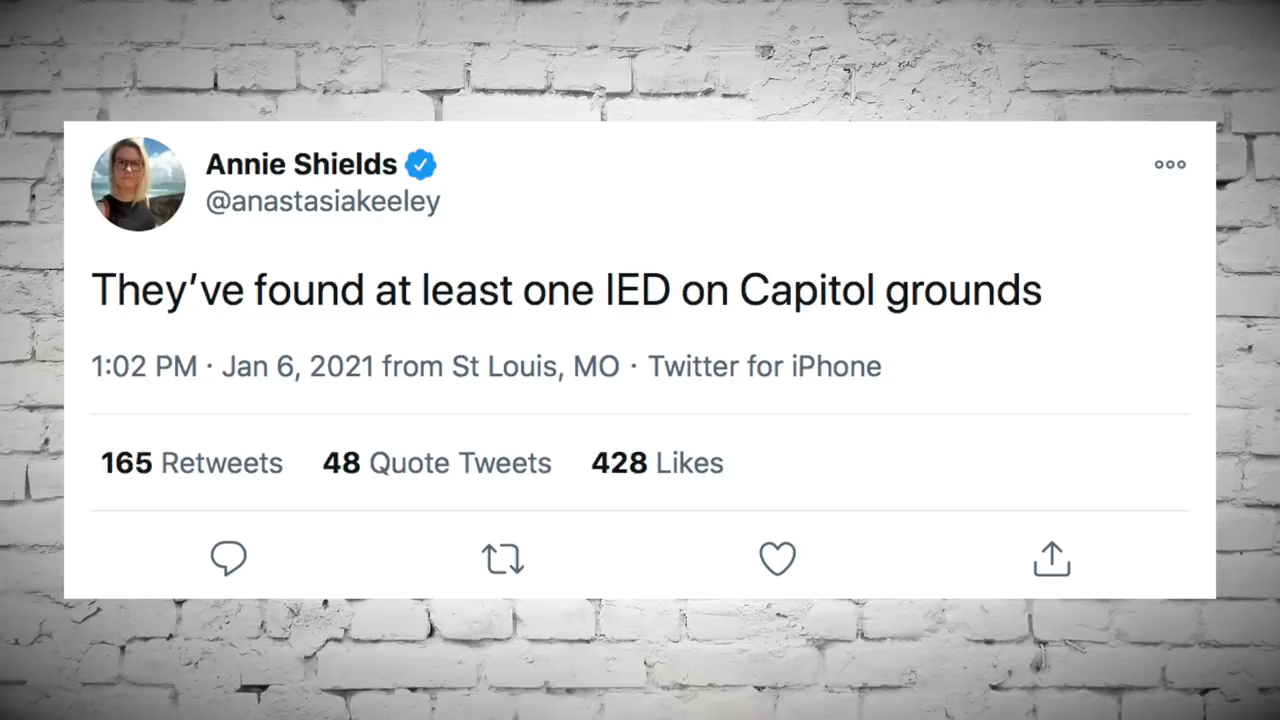 Annie Shields
@anastasiakeeley
They’ve found at least one IED on Capitol grounds
1:02 PM · Jan 6, 2021 from St Louis, MO · Twitter for iPhone
165 Retweets 48 Quote Tweets 428 Likes